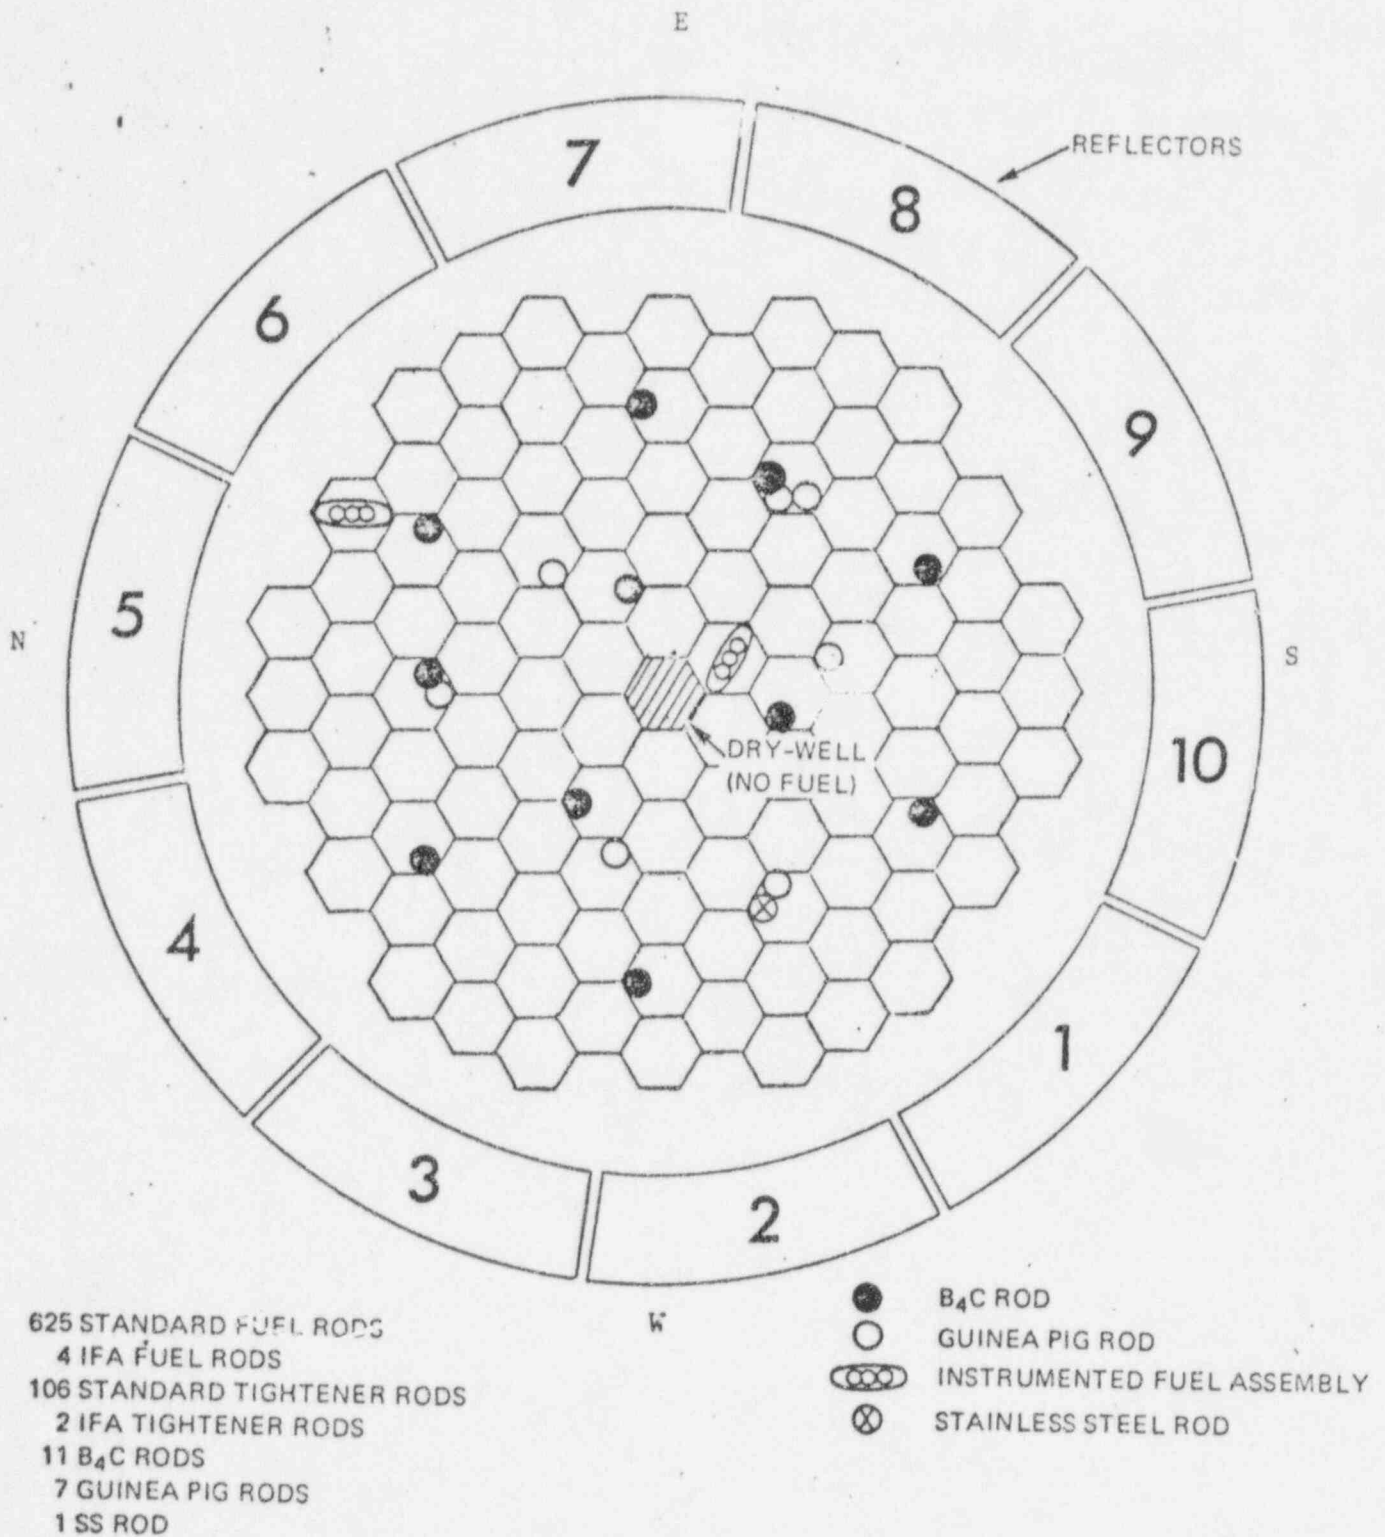 E
7
REFLECTORS
8
6
9
5
N
S
DRY-WELL
(NO FUEL)
10
4
1
3
2
W
625 STANDARD FUEL RODS
4 IFA FUEL RODS
106 STANDARD TIGHTENER RODS
2 IFA TIGHTENER RODS
11 B₄C RODS
7 GUINEA PIG RODS
1 SS ROD
B₄C ROD
GUINEA PIG ROD
INSTRUMENTED FUEL ASSEMBLY
STAINLESS STEEL ROD